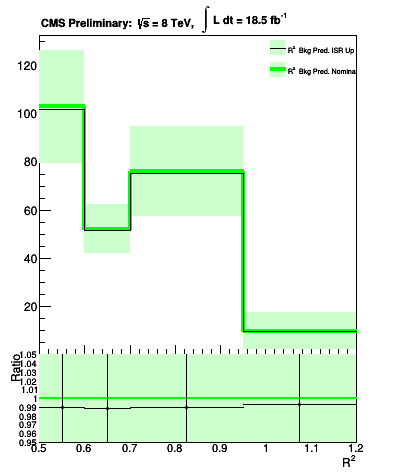 CMS Preliminary: √s = 8 TeV, ∫ L dt = 18.5 fb⁻¹
R² Bkg Pred. ISR Up
R² Bkg Pred. Nomina
120
100
80
60
40
20
Ratio
1.05
1.04
1.03
1.02
1.01
1
0.99
0.98
0.97
0.96
0.95
0.5 0.6 0.7 0.8 0.9 1 1.1 1.2
R²